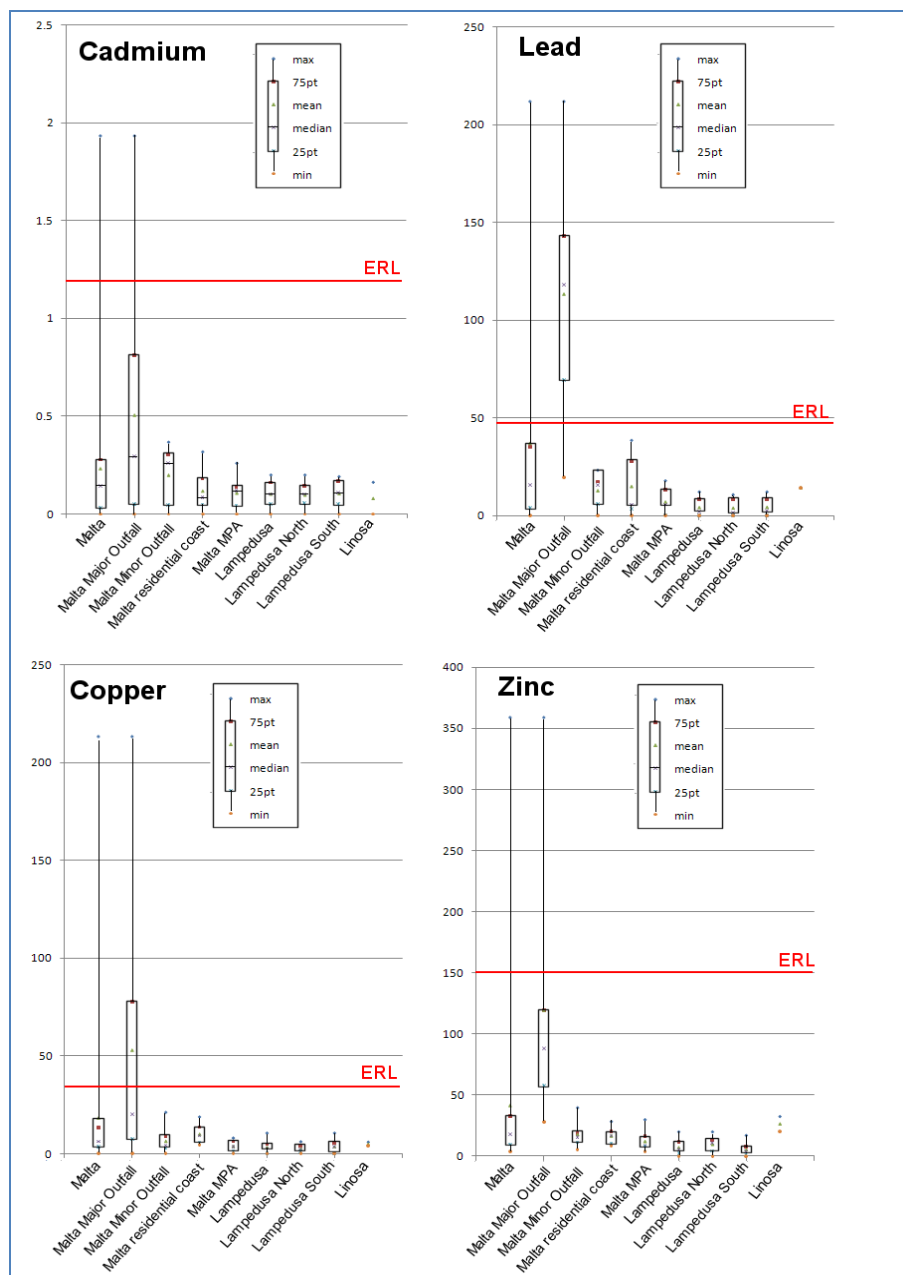 Cadmium
2.5
2
1.5
1
0.5
0
max
75pt
mean
median
25pt
min
ERL
Malta
Malta Major Outfall
Malta Minor Outfall
Malta residential coast
Malta MPA
Lampedusa
Lampedusa North
Lampedusa South
Linosa
Lead
250
200
150
100
50
0
max
75pt
mean
median
25pt
min
ERL
Malta
Malta Major Outfall
Malta Minor Outfall
Malta residential coast
Malta MPA
Lampedusa
Lampedusa North
Lampedusa South
Linosa
Copper
250
200
150
100
50
0
max
75pt
mean
median
25pt
min
ERL
Malta
Malta Major Outfall
Malta Minor Outfall
Malta residential coast
Malta MPA
Lampedusa
Lampedusa North
Lampedusa South
Linosa
Zinc
400
350
300
250
200
150
100
50
0
max
75pt
mean
median
25pt
min
ERL
Malta
Malta Major Outfall
Malta Minor Outfall
Malta residential coast
Malta MPA
Lampedusa
Lampedusa North
Lampedusa South
Linosa